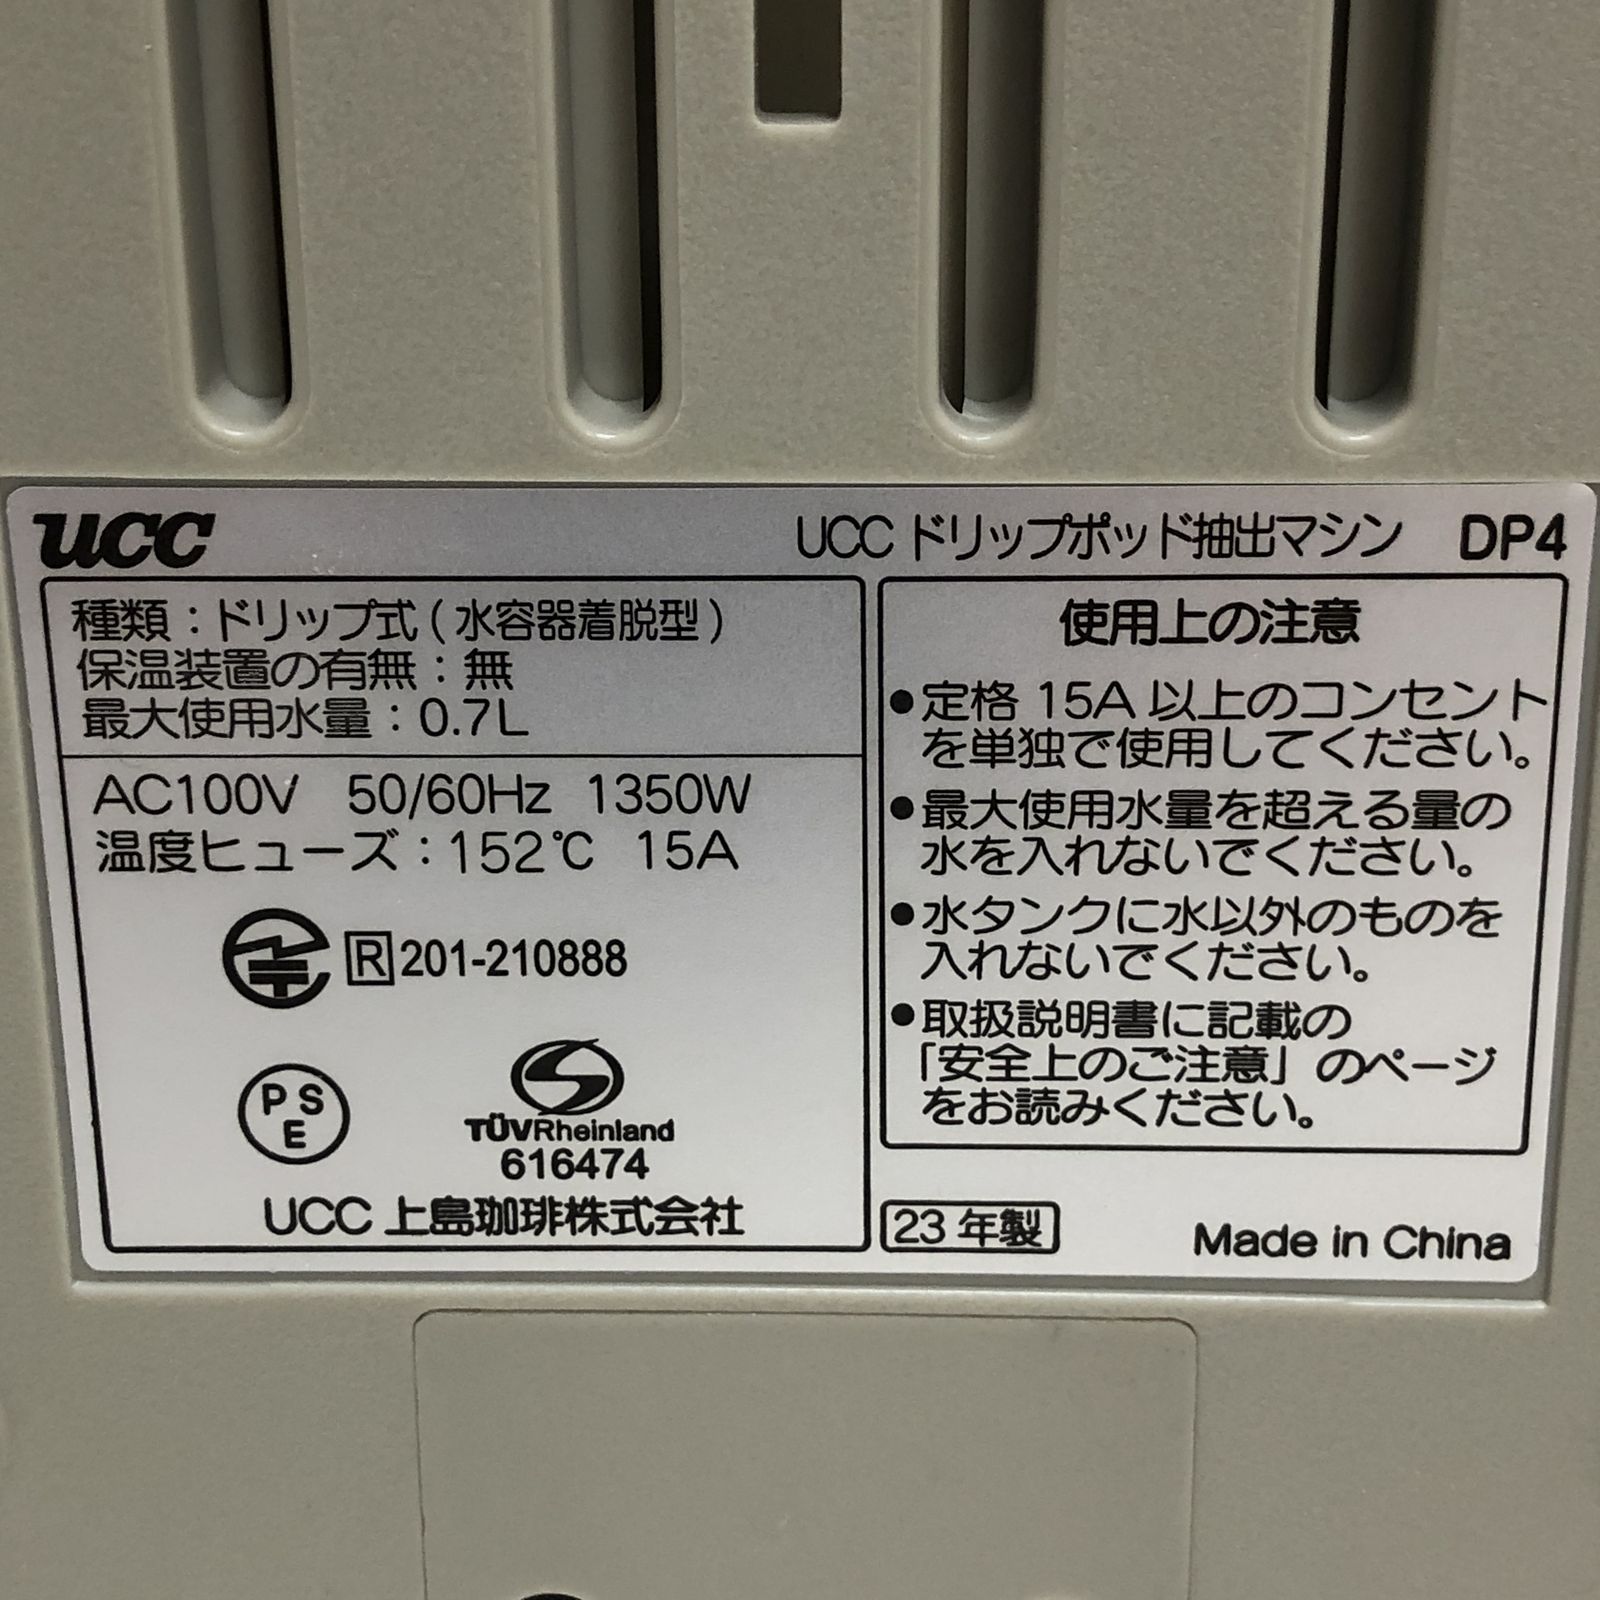 UCC
UCC ドリップポッド抽出マシン DP4
種類：ドリップ式(水容器着脱型)
保温装置の有無：無
最大使用水量：0.7L
AC100V 50/60Hz 1350W
温度ヒューズ：152℃ 15A
R 201-210888
PSE
TÜVRheinland
616474
UCC 上島珈琲株式会社
使用上の注意
●定格 15A 以上のコンセント
を単独で使用してください。
●最大使用水量を超える量の
水を入れないでください。
●水タンクに水以外のものを
入れないでください。
●取扱説明書に記載の
「安全上のご注意」のページ
をお読みください。
23 年製
Made in China